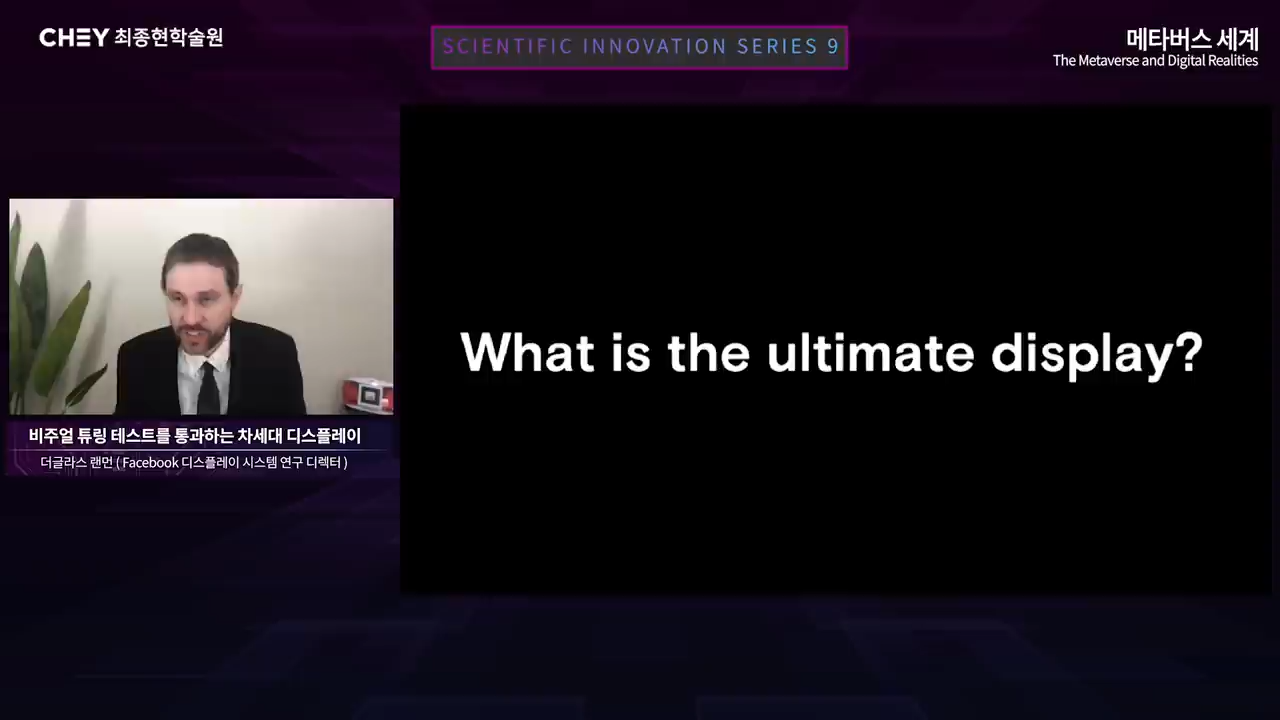 CHEY 최종현학술원
SCIENTIFIC INNOVATION SERIES 9
메타버스 세계
The Metaverse and Digital Realities
What is the ultimate display?
비주얼 튜링 테스트를 통과하는 차세대 디스플레이
더글라스 랜먼 ( Facebook 디스플레이 시스템 연구 디렉터 )